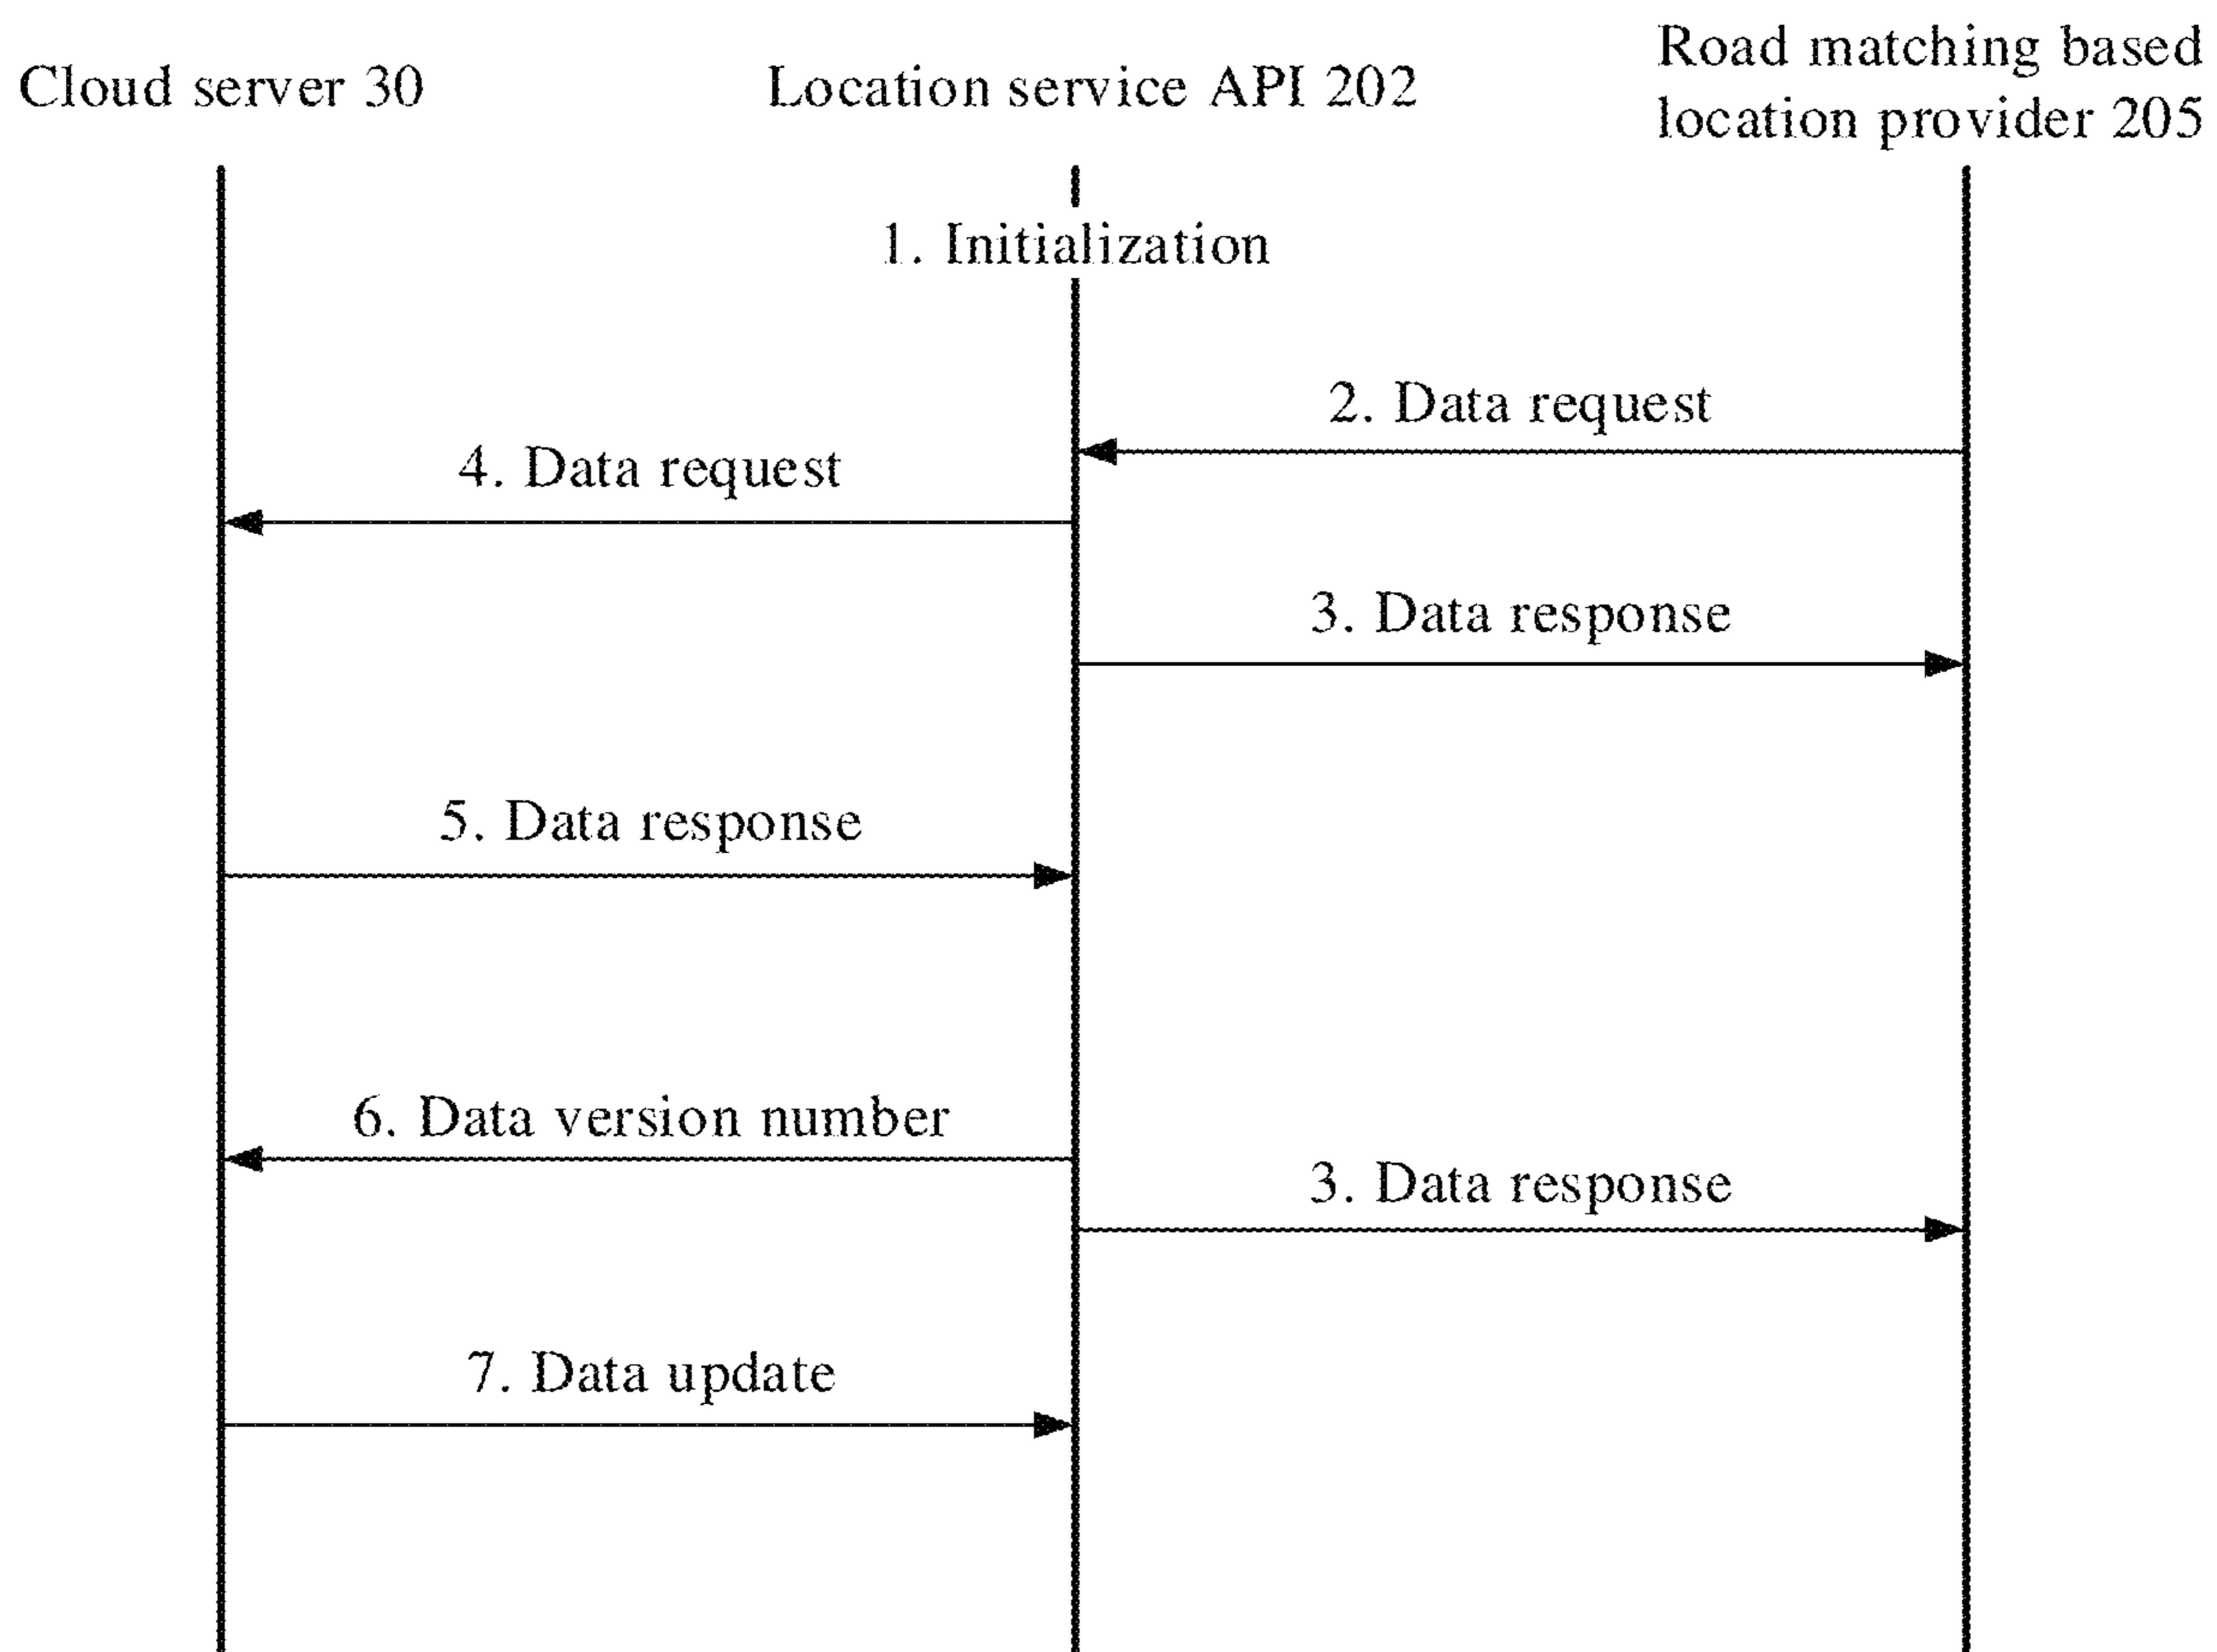 Cloud server 30
Location service API 202
Road matching based
location provider 205
1. Initialization
2. Data request
4. Data request
3. Data response
5. Data response
6. Data version number
3. Data response
7. Data update